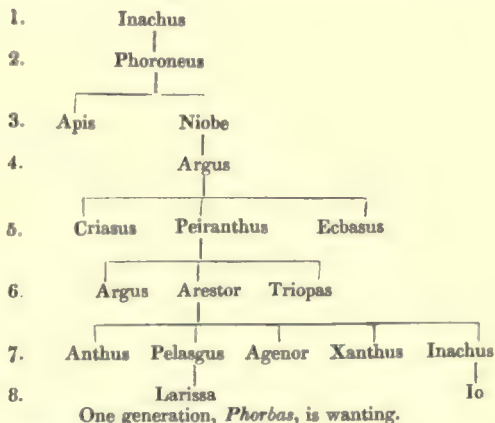 1. Inachus
2. Phoroneus
3. Apis Niobe
4. Argus
5. Criasus Peiranthus Ecbasus
6. Argus Arestor Triopas
7. Anthus Pelasgus Agenor Xanthus Inachus
8. Larissa Io
One generation, Phorbas, is wanting.